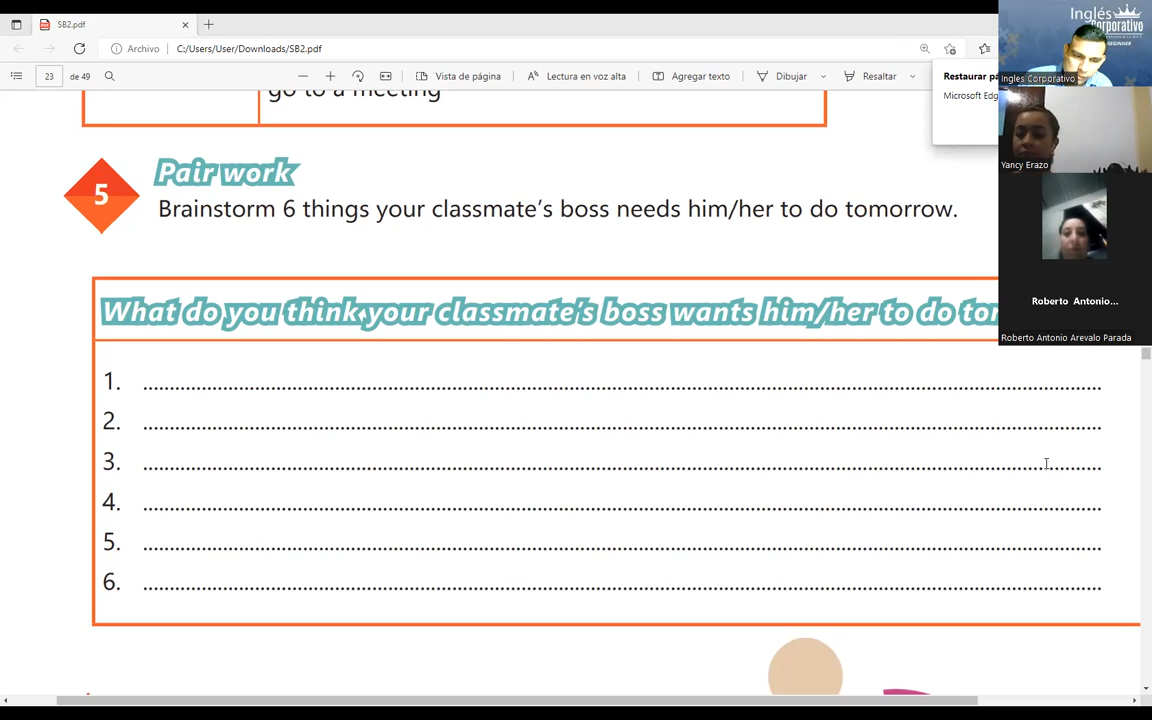 SB2.pdf
Archivo
C:/Users/User/Downloads/SB2.pdf
23
de 49
Vista de página
Lectura en voz alta
Agregar texto
Dibujar
Resaltar
Restaurar
Microsoft Edg
Inglés
Corporativo
BEGINNER
Ingles Corporativo
Yancy Erazo
Roberto Antonio...
Roberto Antonio Arevalo Parada
go to a meeting
5
Pair work
Brainstorm 6 things your classmate's boss needs him/her to do tomorrow.
What do you think your classmate's boss wants him/her to do
1. ..........
2. ..........
3. ..........
4. ..........
5. ..........
6. ..........